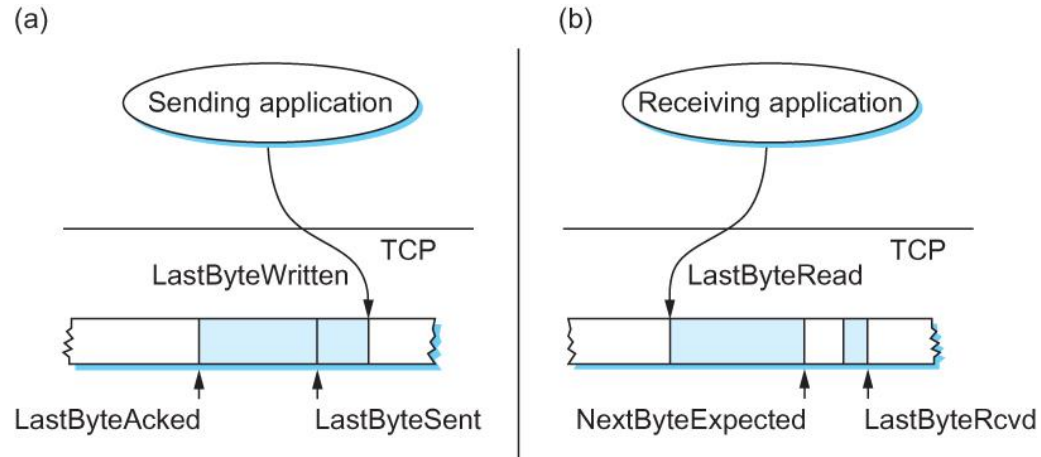 (a)
Sending application
TCP
LastByteWritten
LastByteAcked
LastByteSent
(b)
Receiving application
TCP
LastByteRead
NextByteExpected
LastByteRcvd